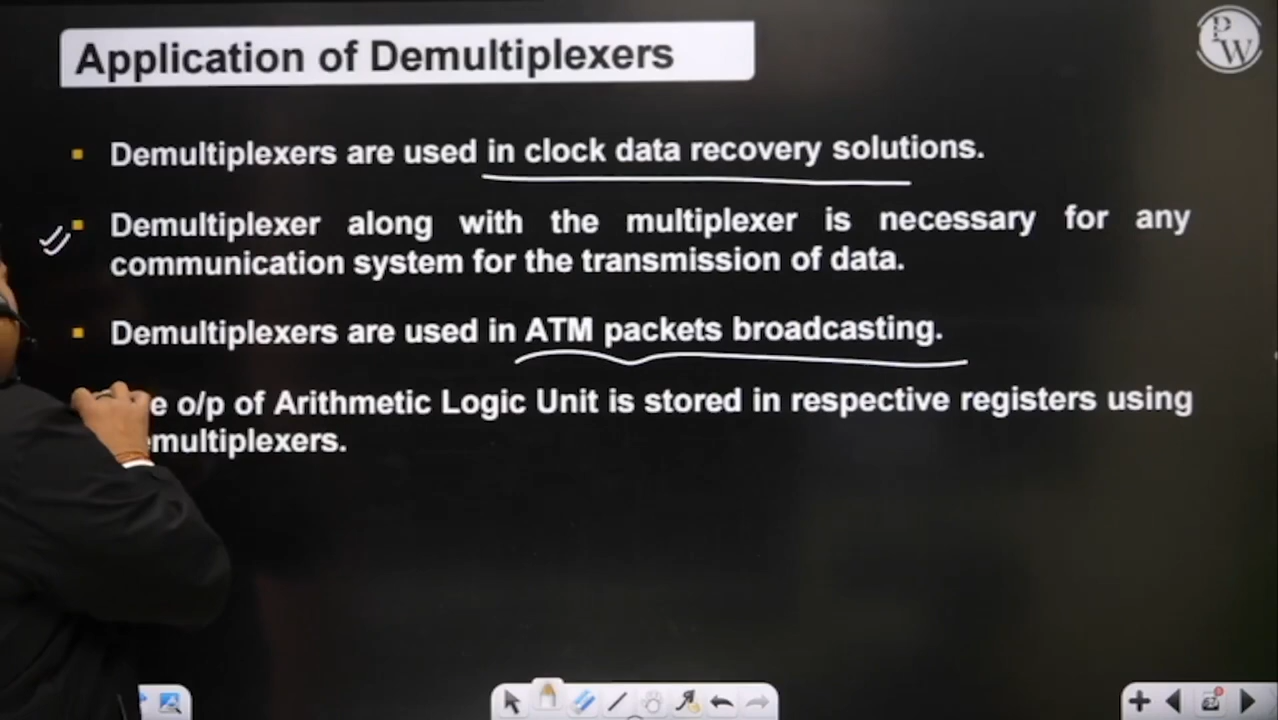 Application of Demultiplexers
P
W
Demultiplexers are used in clock data recovery solutions.
Demultiplexer along with the multiplexer is necessary for any
communication system for the transmission of data.
Demultiplexers are used in ATM packets broadcasting.
e o/p of Arithmetic Logic Unit is stored in respective registers using
emultiplexers.